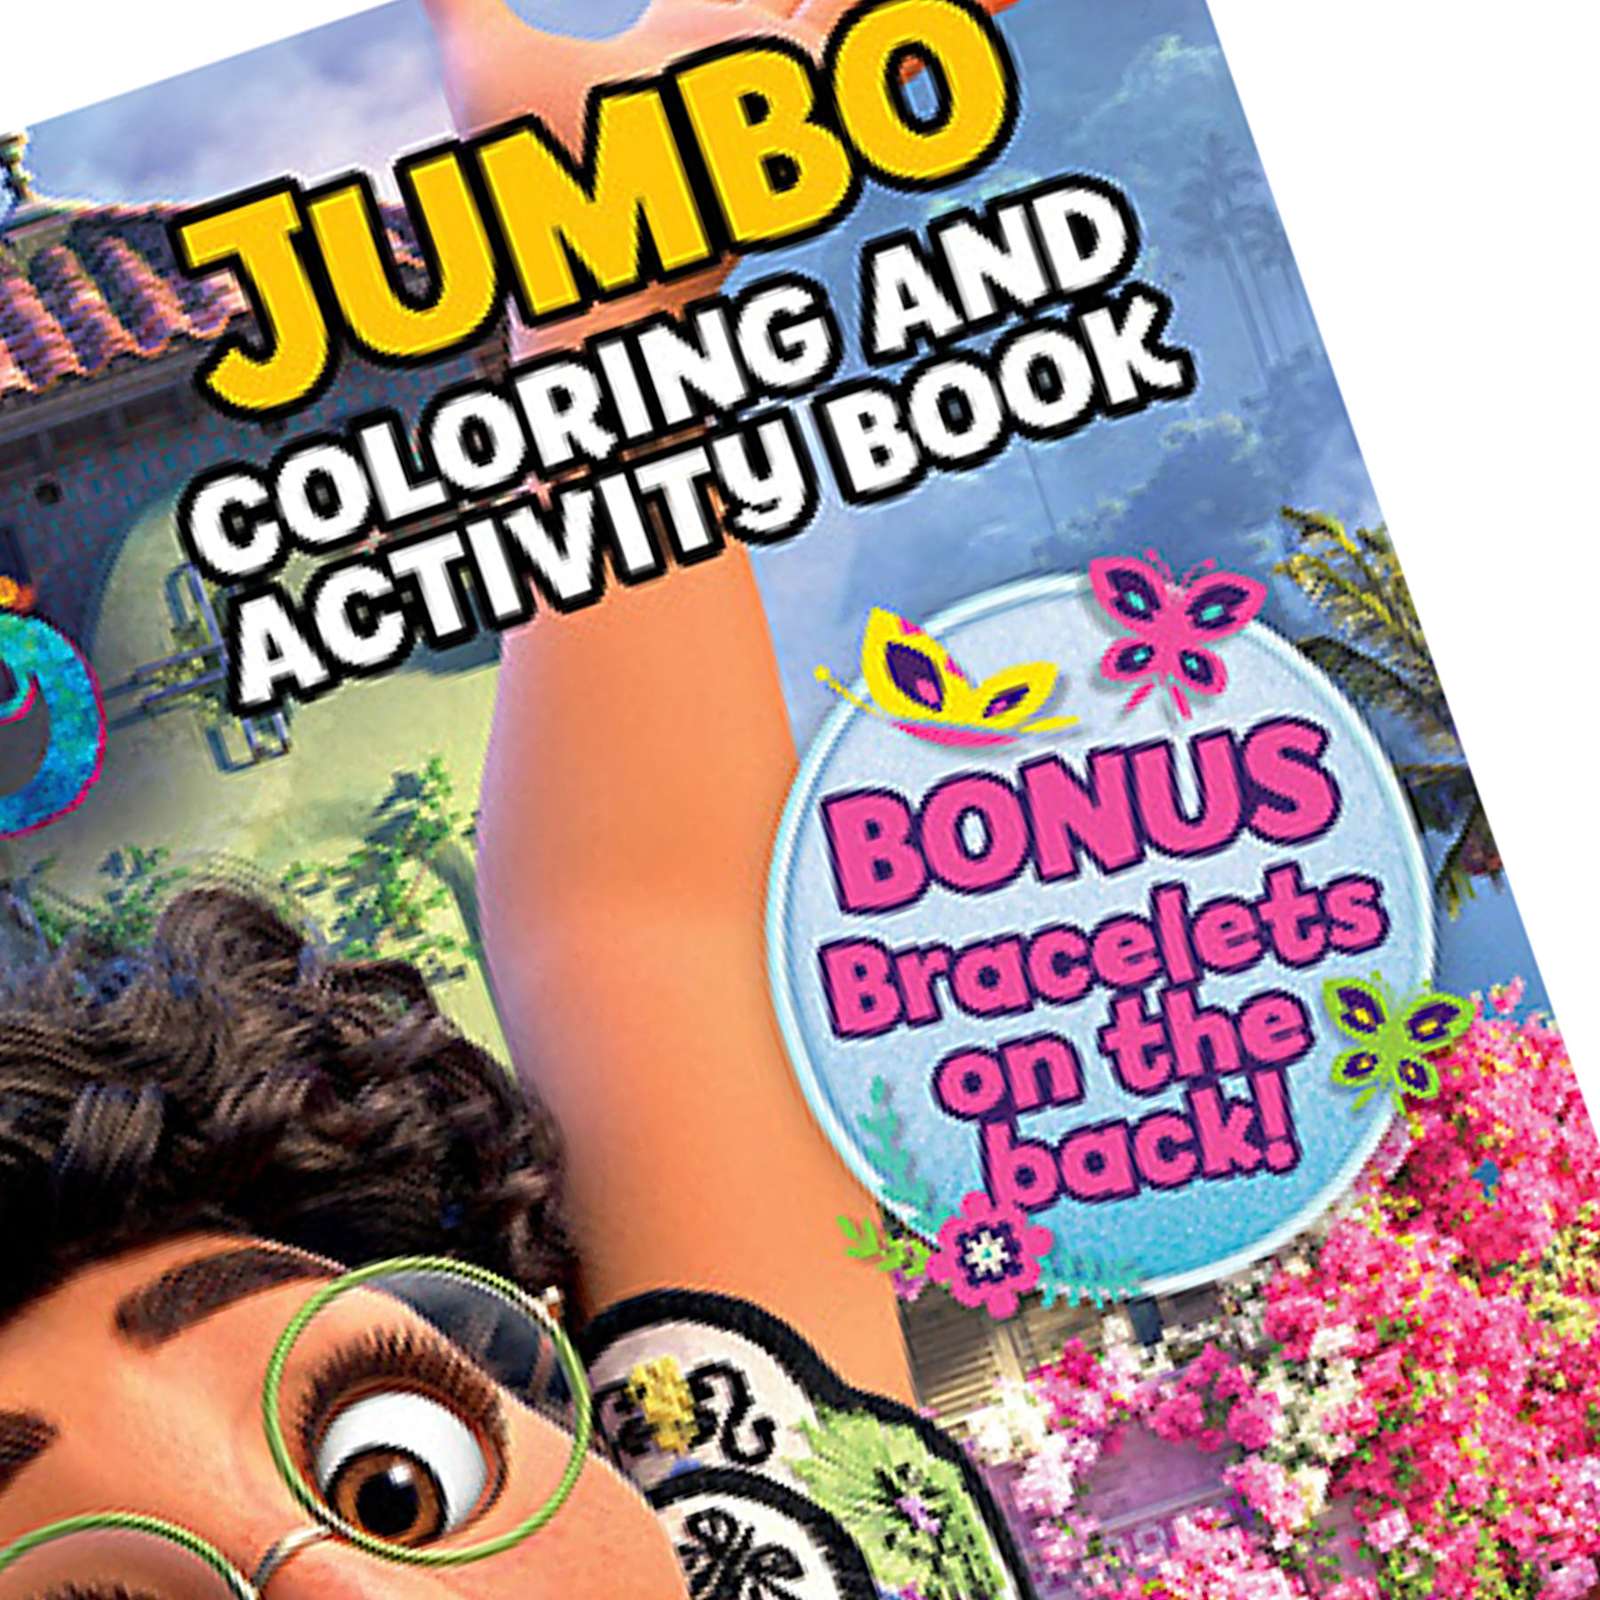 JUMBO
COLORING AND
ACTIVITY BOOK
BONUS
Bracelets
on the
back!